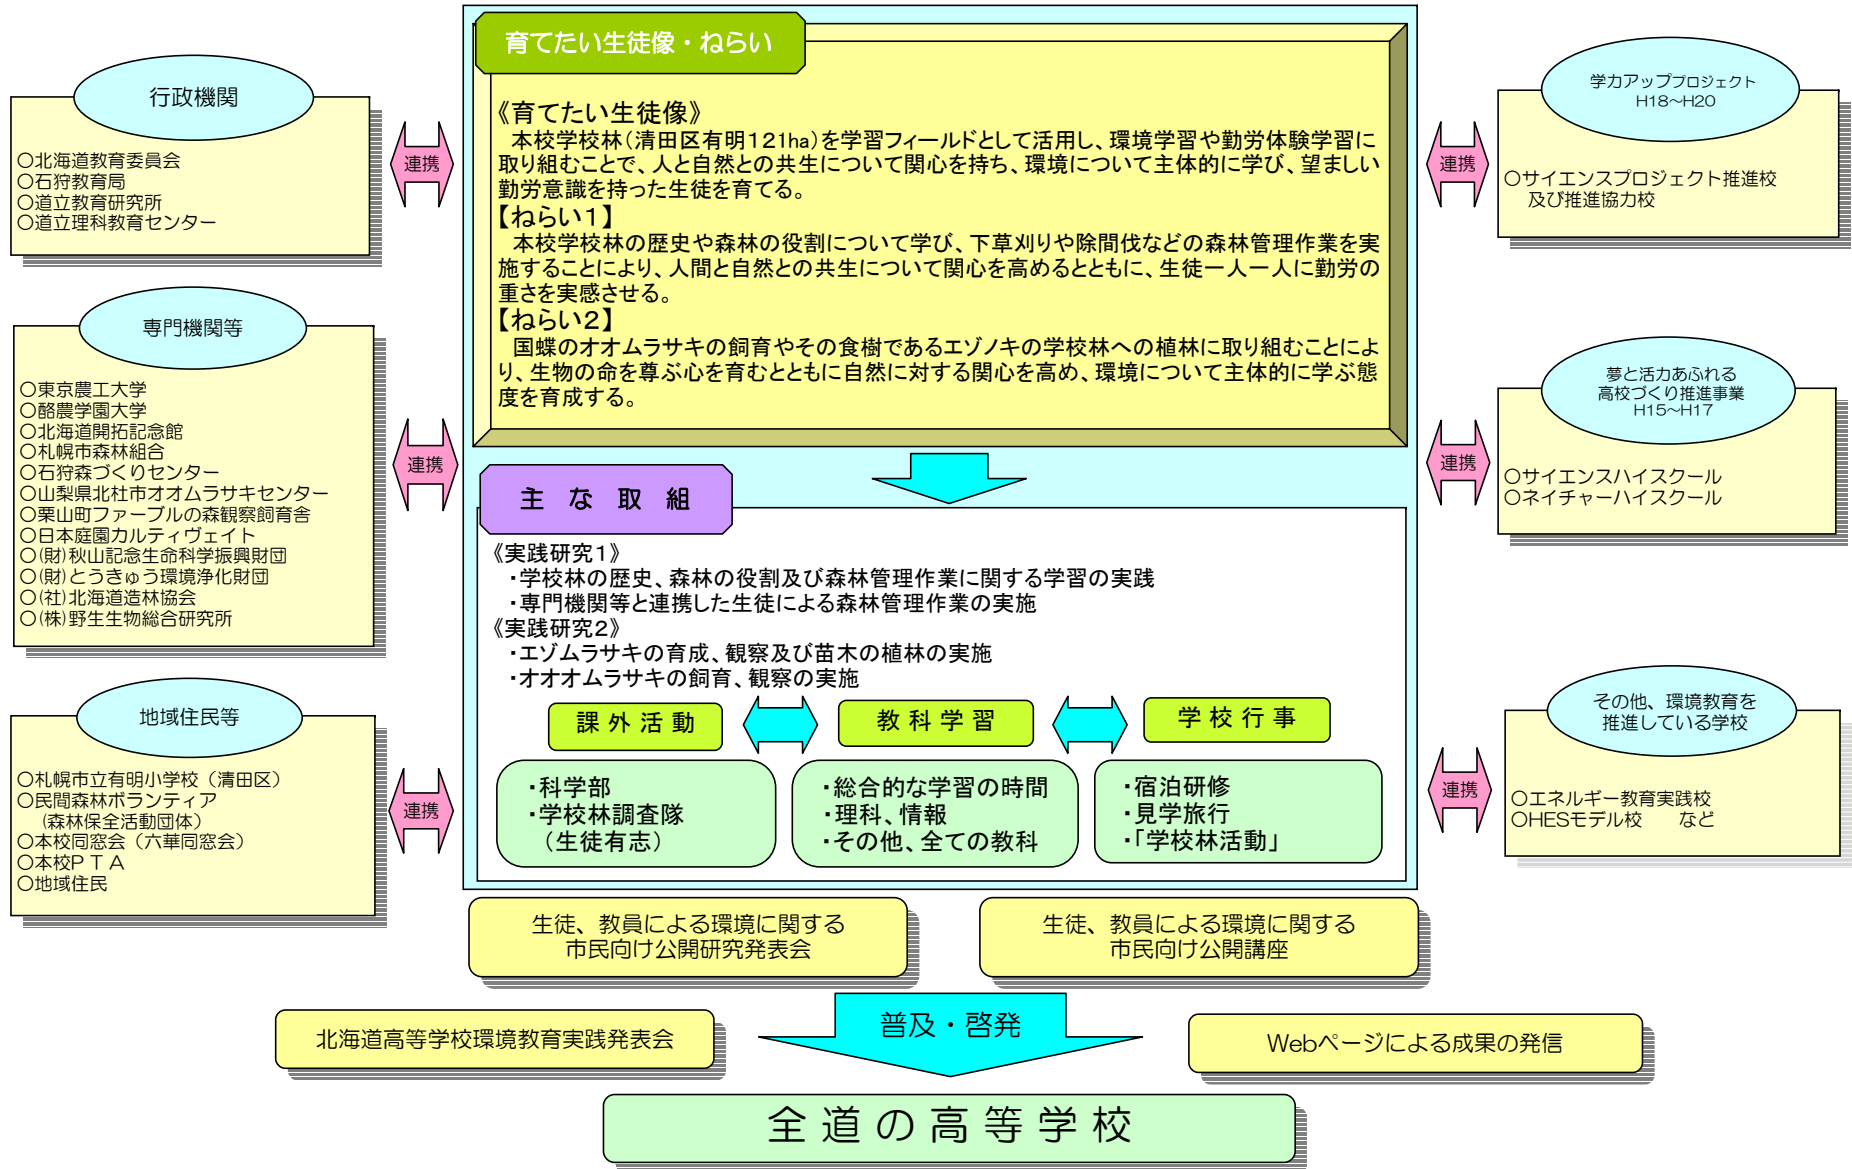 育てたい生徒像・ねらい
《育てたい生徒像》
本校学校林(清田区有明121ha)を学習フィールドとして活用し、環境学習や勤労体験学習に
取り組むことで、人と自然との共生について関心を持ち、環境について主体的に学び、望ましい
勤労意識を持った生徒を育てる。
【ねらい1】
本校学校林の歴史や森林の役割について学び、下草刈りや除間伐などの森林管理作業を実
施することにより、人間と自然との共生について関心を高めるとともに、生徒一人一人に勤労の
重さを実感させる。
【ねらい2】
国蝶のオオムラサキの飼育やその食樹であるエゾノキの学校林への植林に取り組むことによ
り、生物の命を尊ぶ心を育むとともに自然に対する関心を高め、環境について主体的に学ぶ態
度を育成する。
行政機関
○北海道教育委員会
○石狩教育局
○道立教育研究所
○道立理科教育センター
連携
専門機関等
○東京農工大学
○酪農学園大学
○北海道開拓記念館
○札幌市森林組合
○石狩森づくりセンター
○山梨県北杜市オオムラサキセンター
○栗山町ファーブルの森観察飼育舎
○日本庭園カルティヴェイト
○(財)秋山記念生命科学振興財団
○(財)とうきゅう環境浄化財団
○(社)北海道造林協会
○(株)野生生物総合研究所
連携
地域住民等
○札幌市立有明小学校（清田区）
○民間森林ボランティア
(森林保全活動団体）
○本校同窓会（六華同窓会）
○本校ＰＴＡ
○地域住民
連携
主な取組
《実践研究1》
・学校林の歴史、森林の役割及び森林管理作業に関する学習の実践
・専門機関等と連携した生徒による森林管理作業の実施
《実践研究2》
・エゾムラサキの育成、観察及び苗木の植林の実施
・オオオムラサキの飼育、観察の実施
課外活動
教科学習
学校行事
・科学部
・学校林調査隊
（生徒有志）
・総合的な学習の時間
・理科、情報
・その他、全ての教科
・宿泊研修
・見学旅行
・「学校林活動」
学力アッププロジェクト
H18～H20
○サイエンスプロジェクト推進校
及び推進協力校
連携
夢と活力あふれる
高校づくり推進事業
H15～H17
○サイエンスハイスクール
○ネイチャーハイスクール
連携
その他、環境教育を
推進している学校
○エネルギー教育実践校
○HESモデル校　など
連携
生徒、教員による環境に関する
市民向け公開研究発表会
生徒、教員による環境に関する
市民向け公開講座
北海道高等学校環境教育実践発表会
普及・啓発
Webページによる成果の発信
全道の高等学校